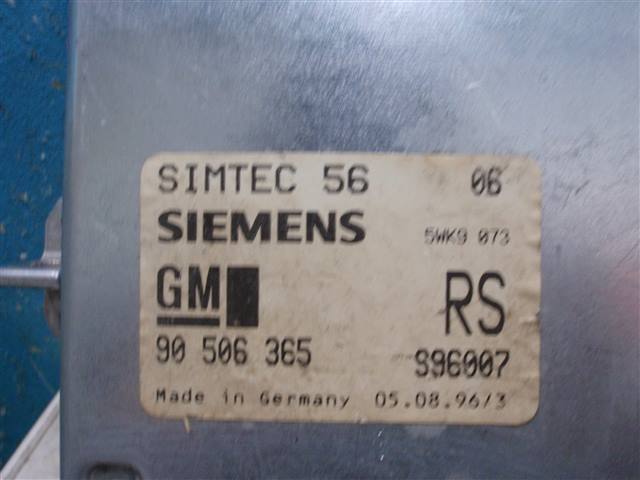 SIMTEC 56 06
SIEMENS 5WK9 073
GM RS
90 506 365 S96007
Made in Germany 05.08.96/3